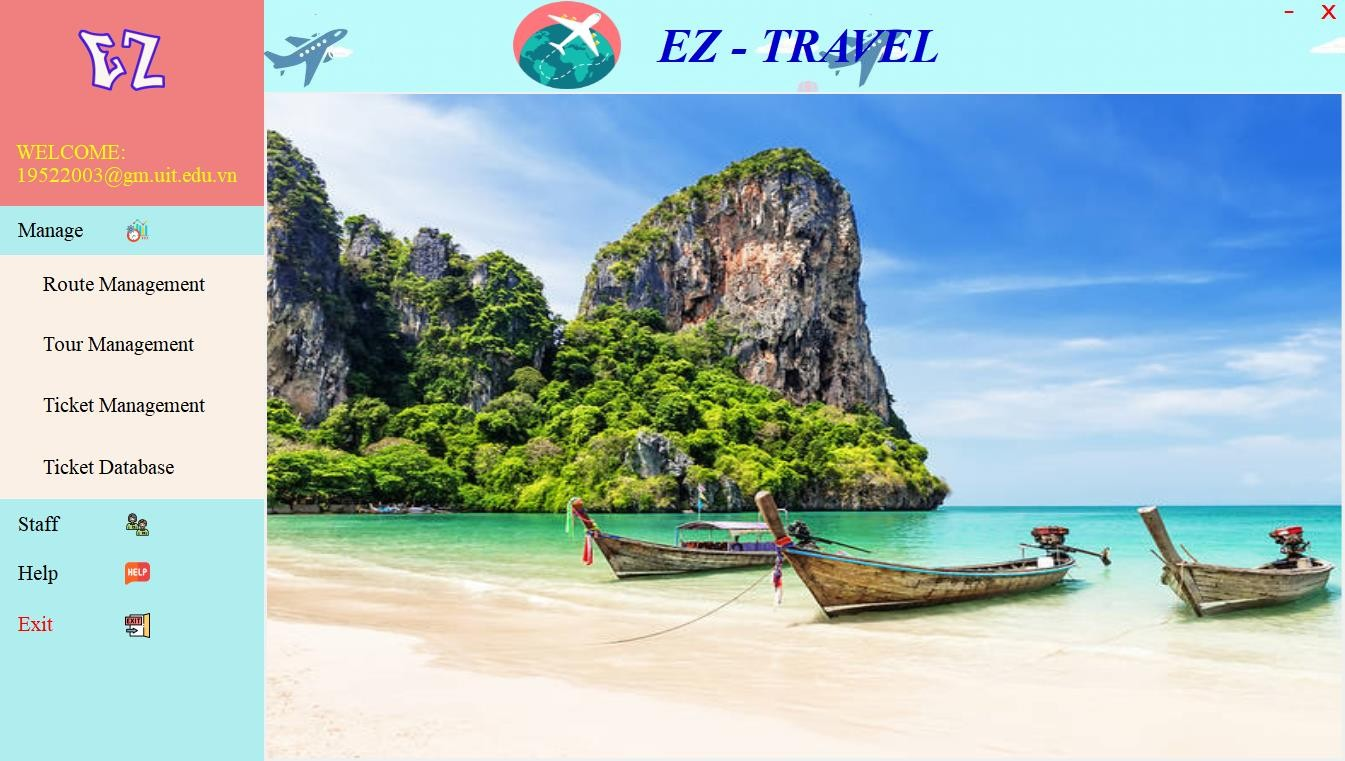 EZ
- X
EZ - TRAVEL
WELCOME:
19522003@gm.uit.edu.vn
Manage
Route Management
Tour Management
Ticket Management
Ticket Database
Staff
Help
HELP
Exit
EXIT